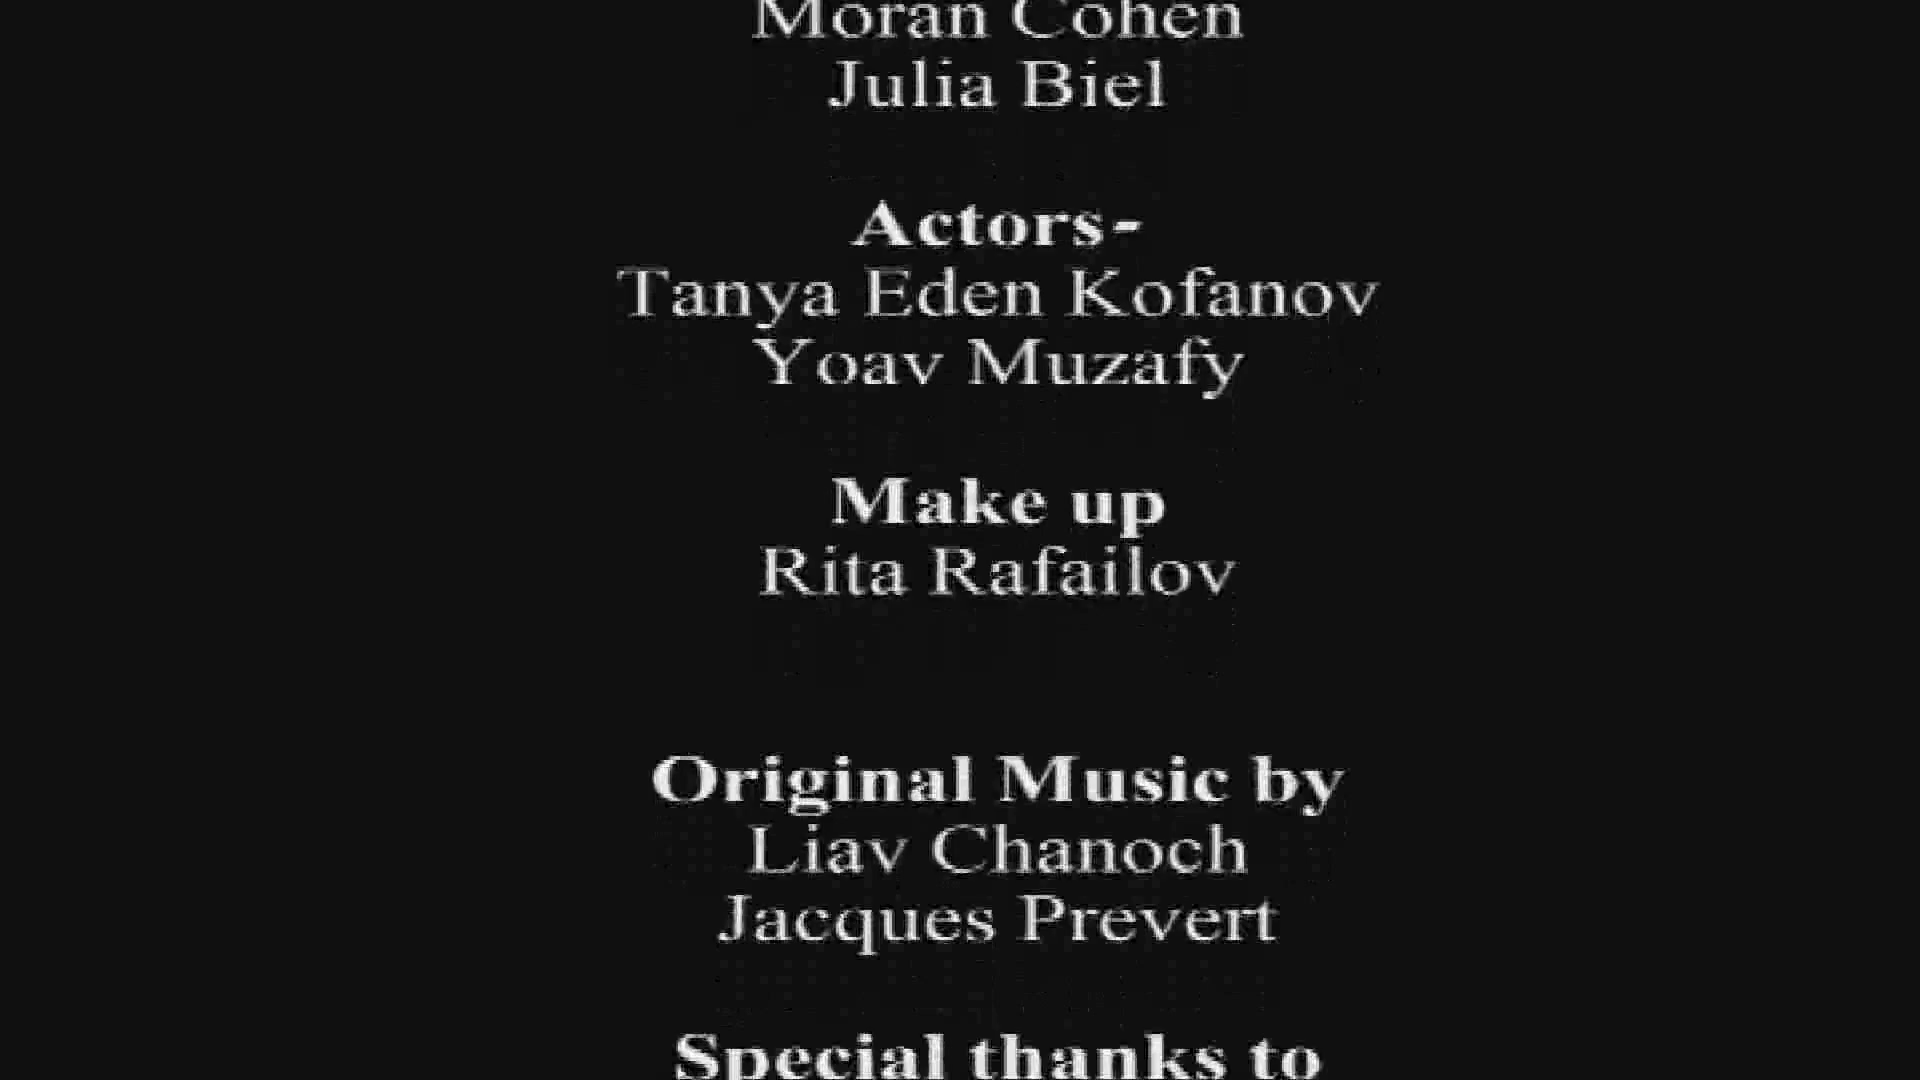 Moran Cohen
Julia Biel
Actors-
Tanya Eden Kofanov
Yoav Muzafy
Make up
Rita Rafailov
Original Music by
Liav Chanoch
Jacques Prevert
Special thanks to